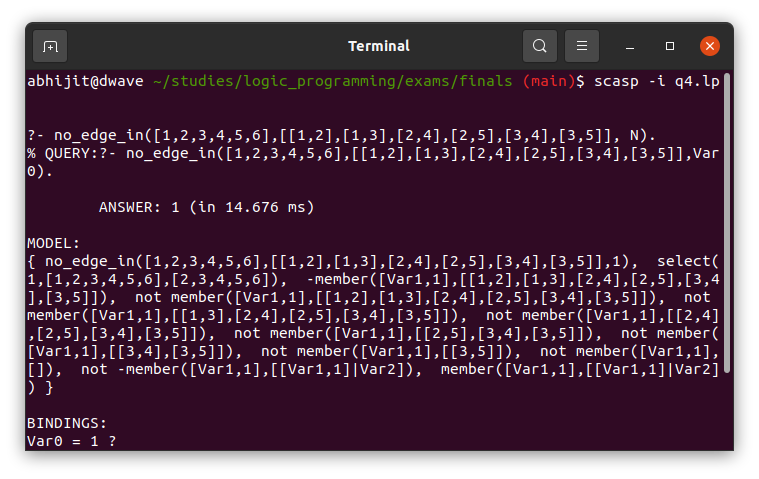 Terminal
abhijit@dwave ~/studies/logic_programming/exams/finals (main)$ scasp -i q4.lp
?- no_edge_in([1,2,3,4,5,6],[[1,2],[1,3],[2,4],[2,5],[3,4],[3,5]], N).
% QUERY:?- no_edge_in([1,2,3,4,5,6],[[1,2],[1,3],[2,4],[2,5],[3,4],[3,5]],Var
0).
ANSWER: 1 (in 14.676 ms)
MODEL:
{ no_edge_in([1,2,3,4,5,6],[[1,2],[1,3],[2,4],[2,5],[3,4],[3,5]],1),  select(
1,[1,2,3,4,5,6],[2,3,4,5,6]),  -member([Var1,1],[[1,2],[1,3],[2,4],[2,5],[3,4
],[3,5]]),  not member([Var1,1],[[1,2],[1,3],[2,4],[2,5],[3,4],[3,5]]),  not
member([Var1,1],[[1,3],[2,4],[2,5],[3,4],[3,5]]),  not member([Var1,1],[[2,4]
,[2,5],[3,4],[3,5]]),  not member([Var1,1],[[2,5],[3,4],[3,5]]),  not member(
[Var1,1],[[3,4],[3,5]]),  not member([Var1,1],[[3,5]]),  not member([Var1,1],
[]),  not -member([Var1,1],[[Var1,1]|Var2]),  member([Var1,1],[[Var1,1]|Var2]
) }
BINDINGS:
Var0 = 1 ?